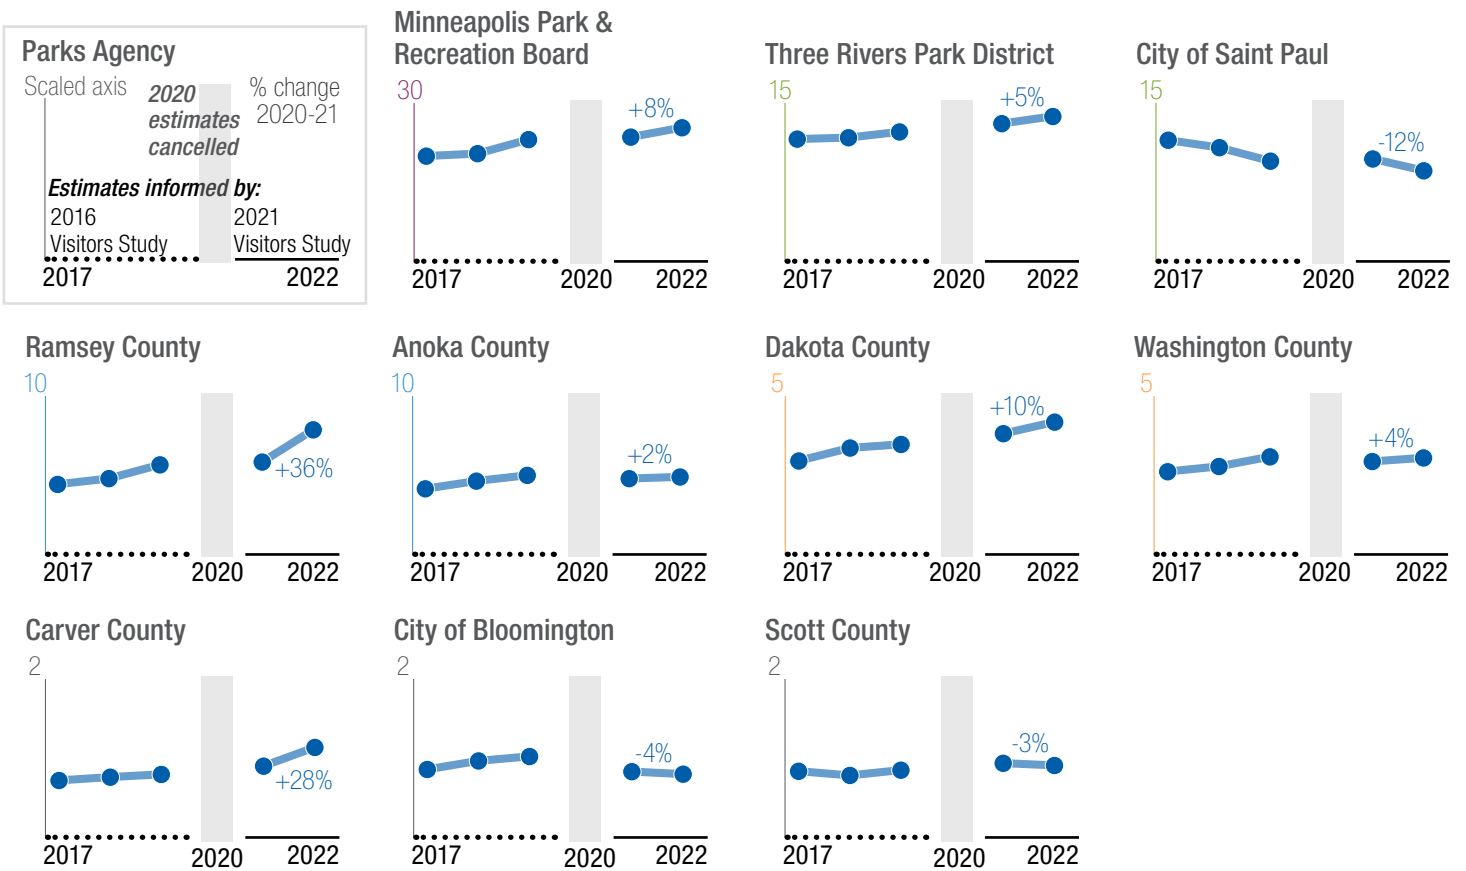 Parks Agency
Scaled axis
2020
estimates
cancelled
% change
2020-21
Estimates informed by:
2016
Visitors Study
2021
Visitors Study
2017
2022
Minneapolis Park &
Recreation Board
30
+8%
2017
2020
2022
Three Rivers Park District
15
+5%
2017
2020
2022
City of Saint Paul
15
-12%
2017
2020
2022
Ramsey County
10
+36%
2017
2020
2022
Anoka County
10
+2%
2017
2020
2022
Dakota County
5
+10%
2017
2020
2022
Washington County
5
+4%
2017
2020
2022
Carver County
2
+28%
2017
2020
2022
City of Bloomington
2
-4%
2017
2020
2022
Scott County
2
-3%
2017
2020
2022